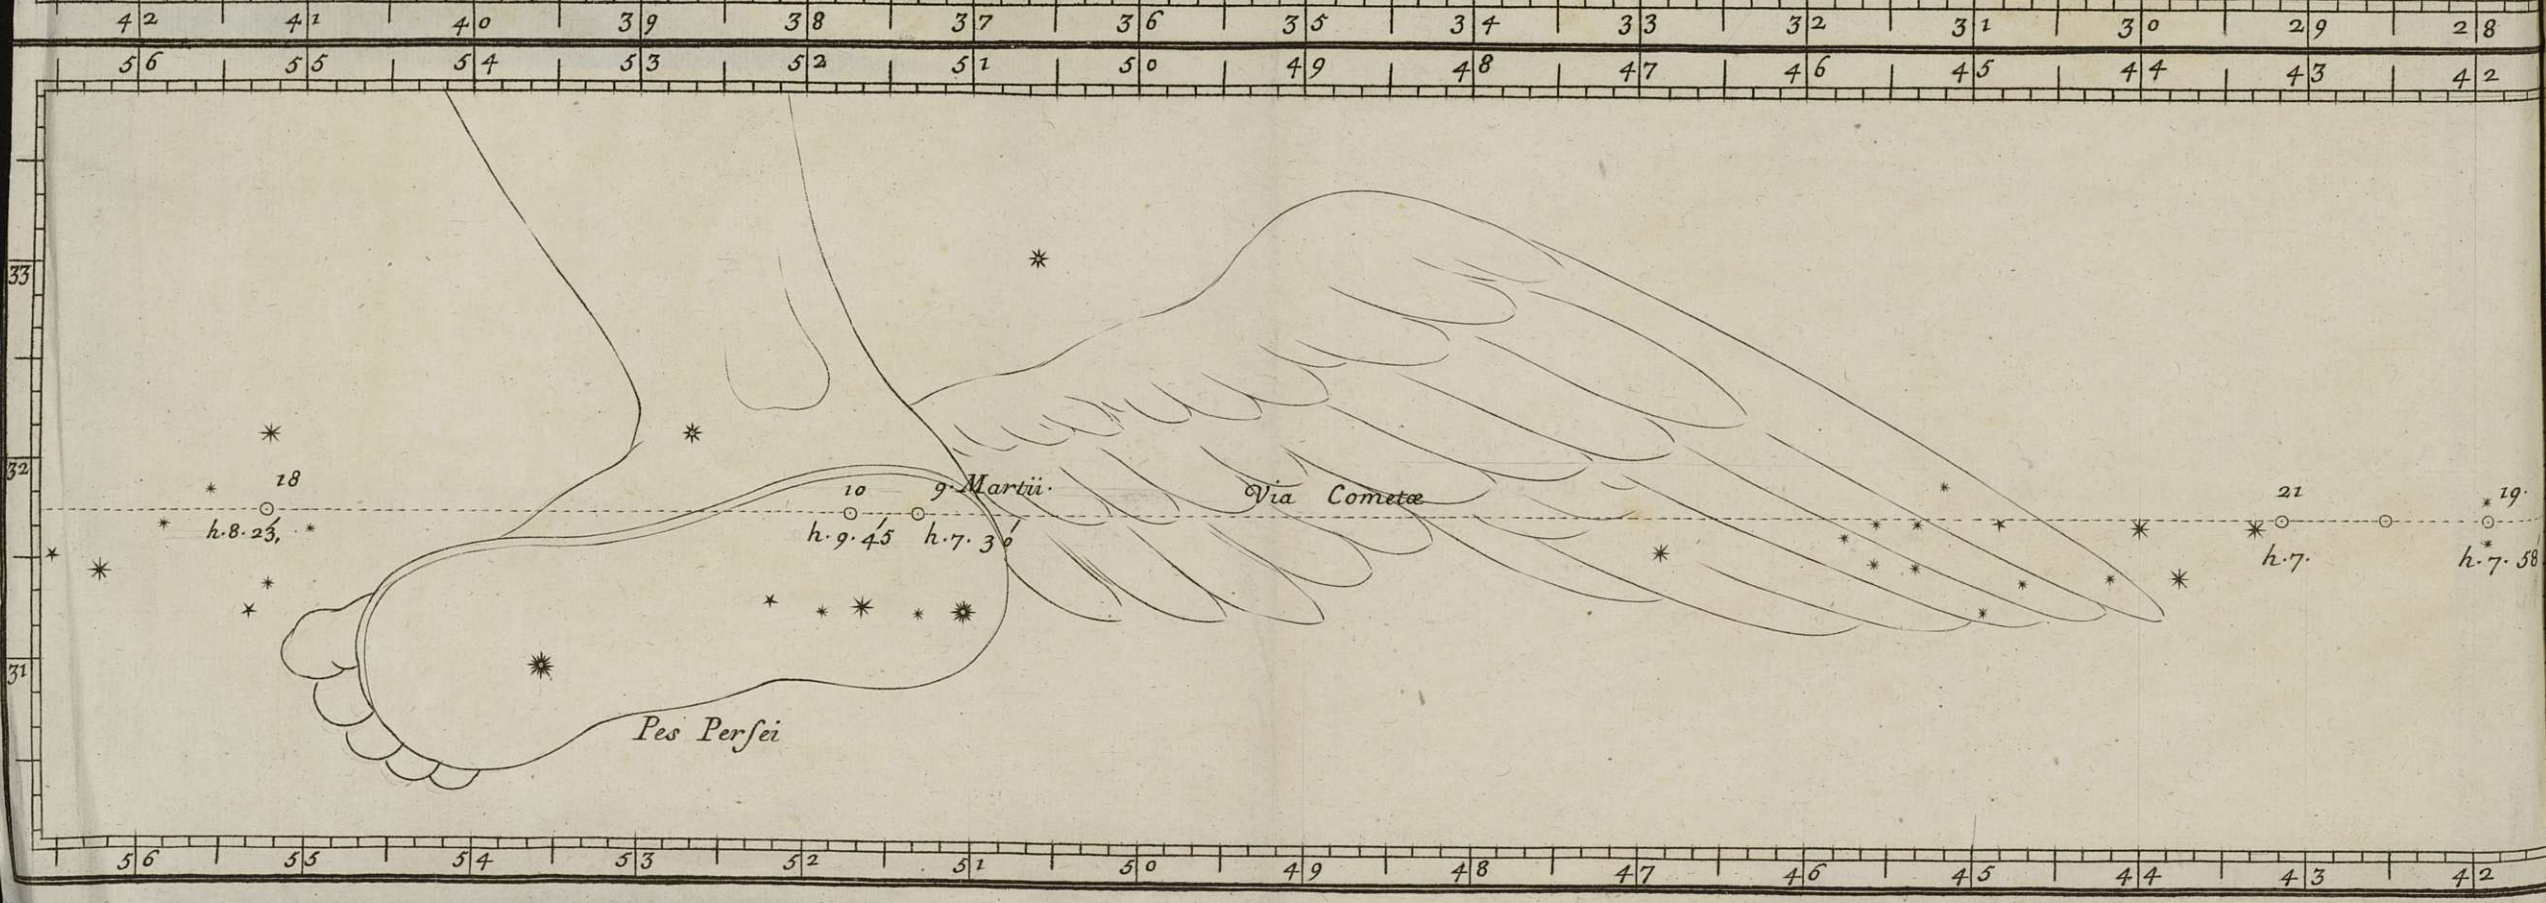 42 41 40 39 38 37 36 35 34 33 32 31 30 29 28
56 55 54 53 52 51 50 49 48 47 46 45 44 43 42
33
32
31
18
h.8.23,
10
h.9.45
9. Martii.
h.7.30
Via Cometæ
21
h.7.
19.
h.7.58
Pes Perſei
56 55 54 53 52 51 50 49 48 47 46 45 44 43 42